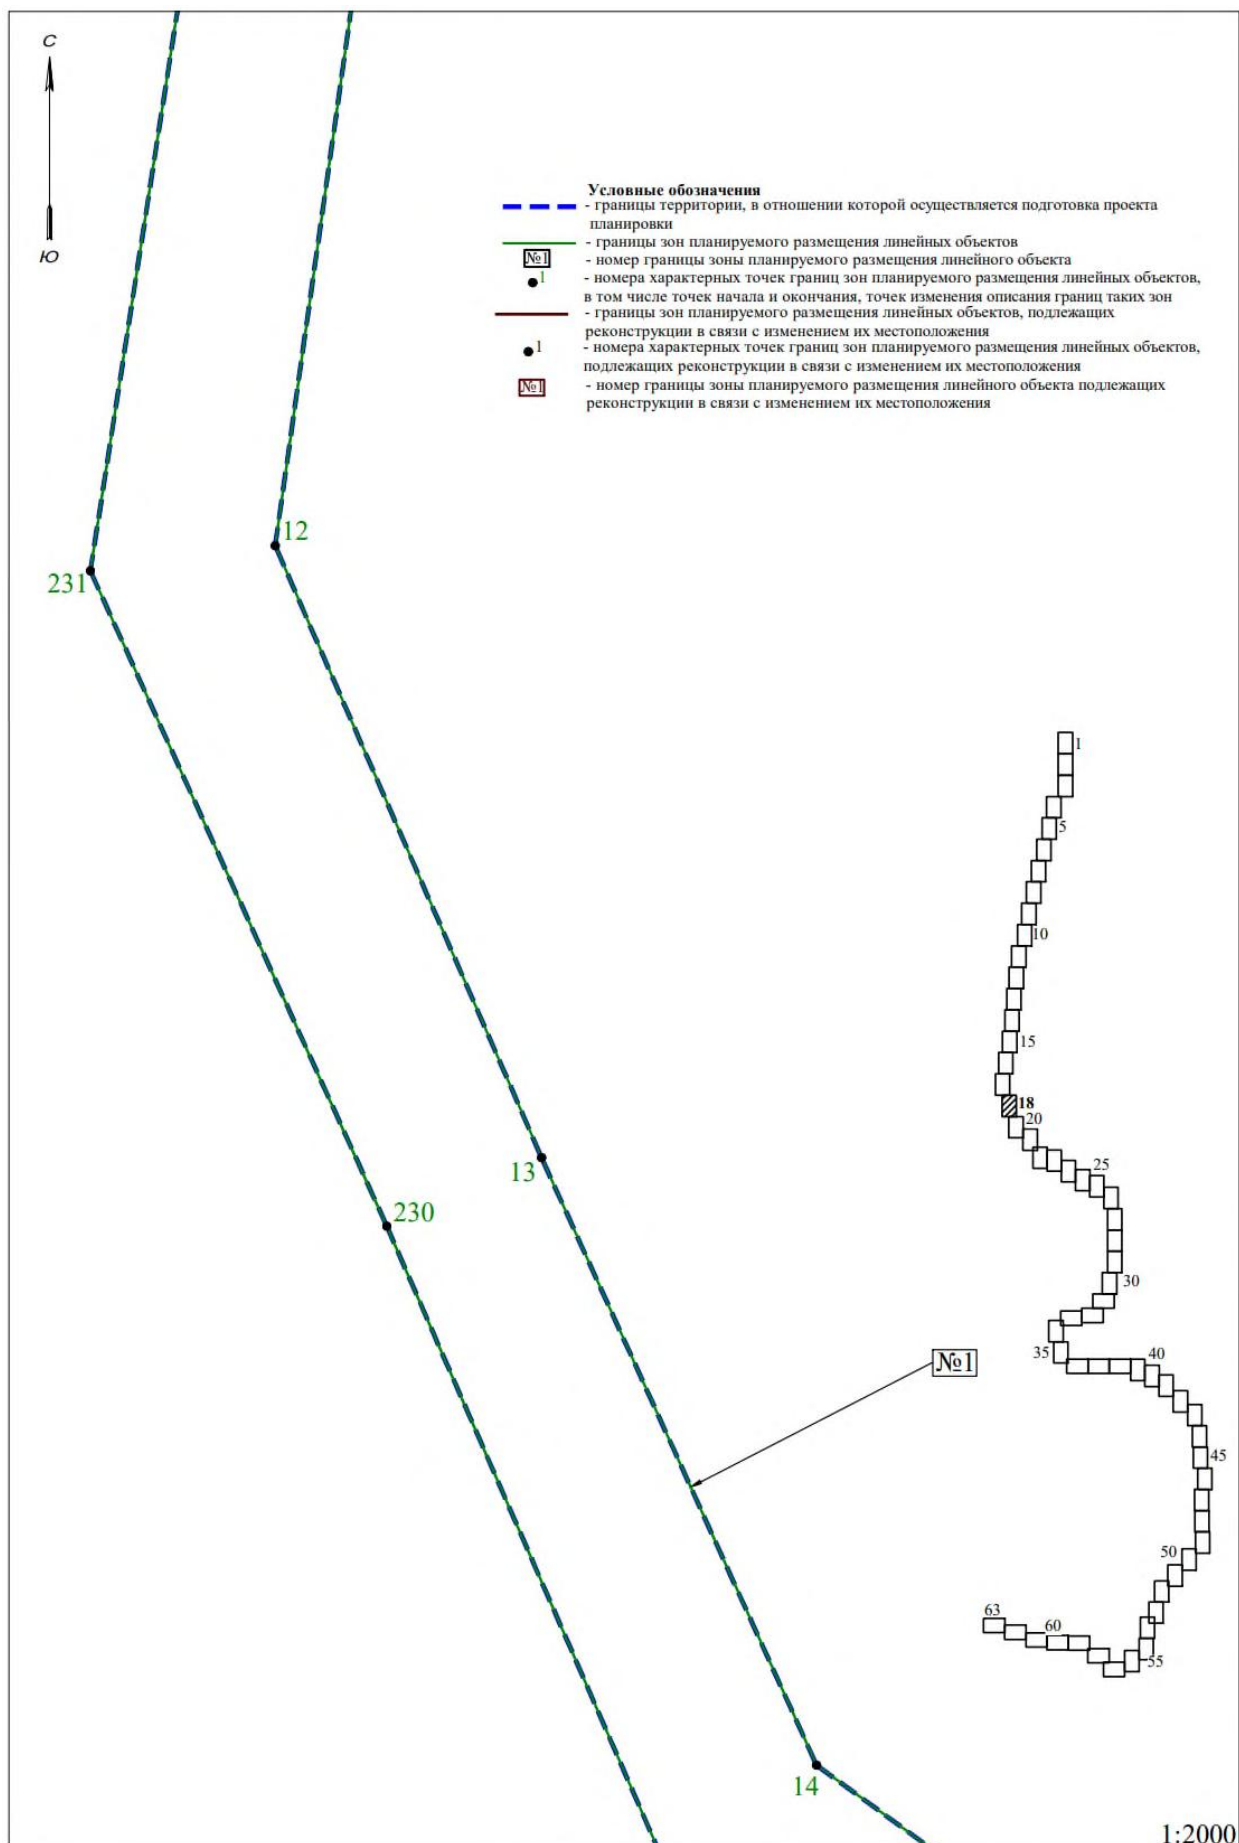 С
Ю
Условные обозначения
- границы территории, в отношении которой осуществляется подготовка проекта
планировки
- границы зон планируемого размещения линейных объектов
№1 - номер границы зоны планируемого размещения линейного объекта
1 - номера характерных точек границ зон планируемого размещения линейных объектов,
в том числе точек начала и окончания, точек изменения описания границ таких зон
- границы зон планируемого размещения линейных объектов, подлежащих
реконструкции в связи с изменением их местоположения
1 - номера характерных точек границ зон планируемого размещения линейных объектов,
подлежащих реконструкции в связи с изменением их местоположения
№1 - номер границы зоны планируемого размещения линейного объекта подлежащих
реконструкции в связи с изменением их местоположения
12
231
13
230
№1
14
1
5
10
15
18
20
25
30
35
40
45
50
55
60
63
1:2000